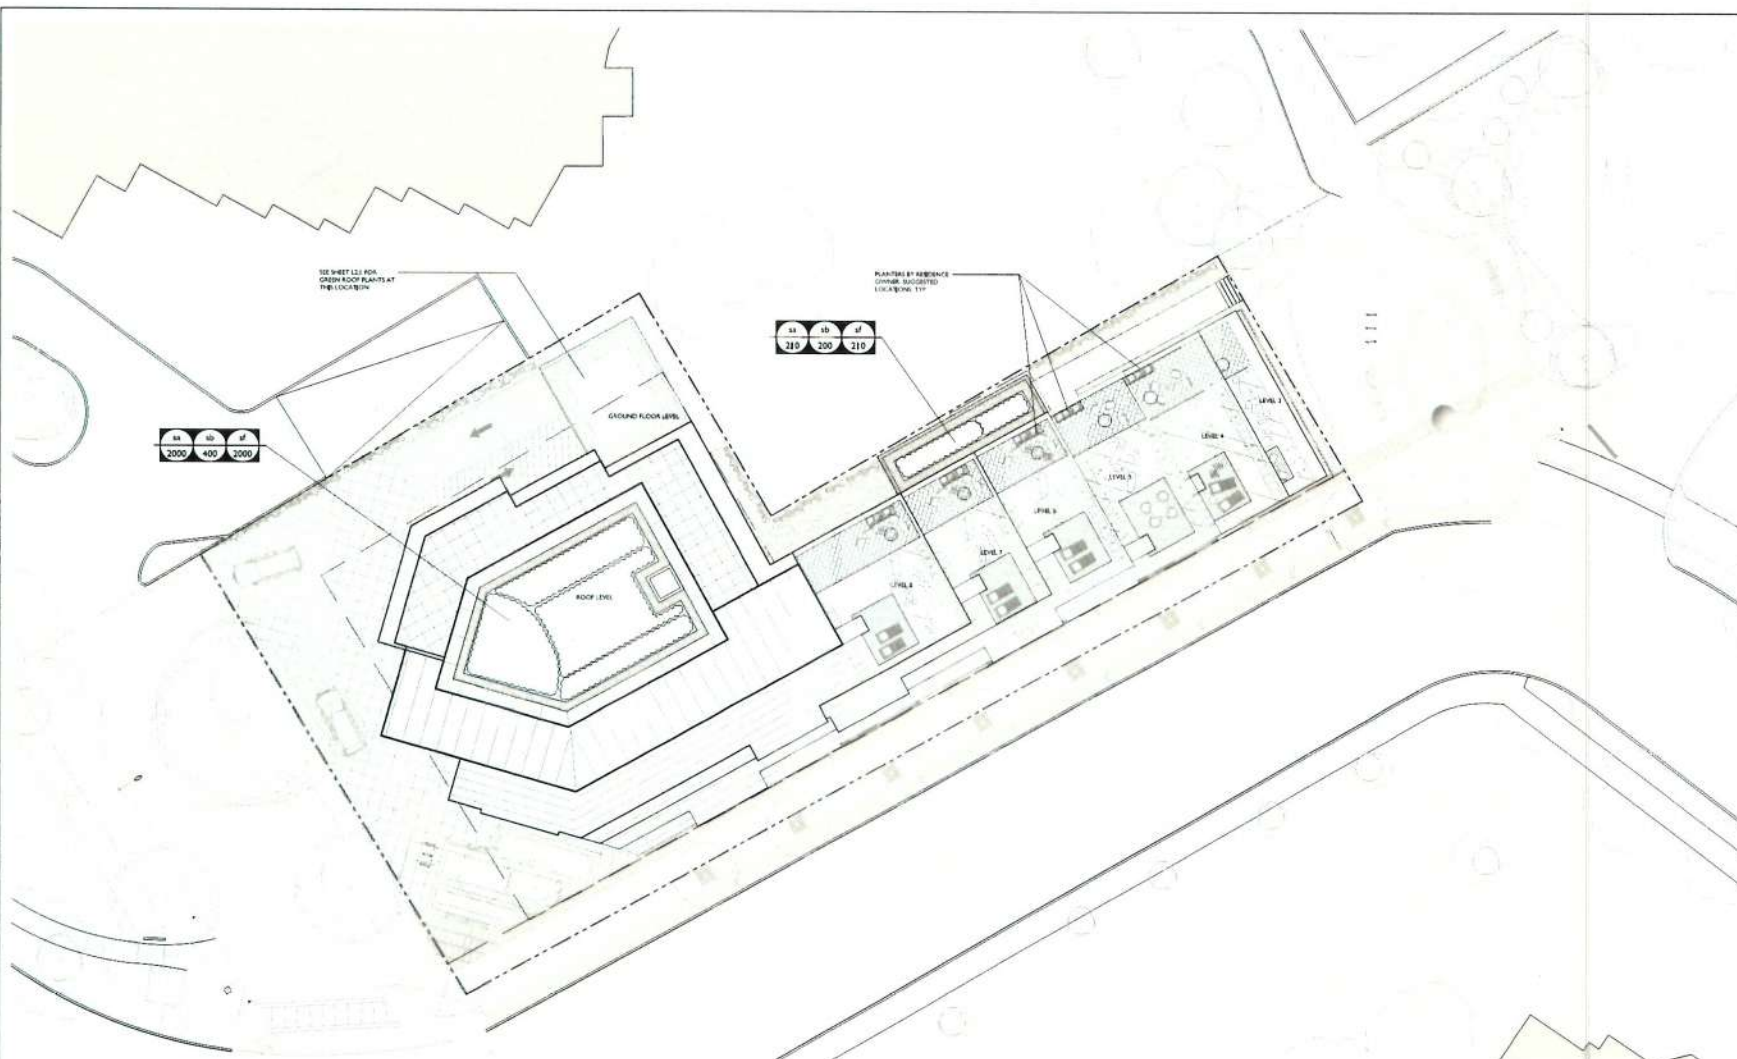 SEE SHEET L2.1 FOR
GREEN ROOF PLANTS AT
THIS LOCATION
PLANTERS BY RESIDENCE
OWNER. SUGGESTED
LOCATIONS, TYP
sa sb sf
210 200 210
GROUND FLOOR LEVEL
LEVEL 3
LEVEL 4
sa sb sf
2000 400 2000
LEVEL 5
LEVEL 6
LEVEL 7
LEVEL 8
ROOF LEVEL